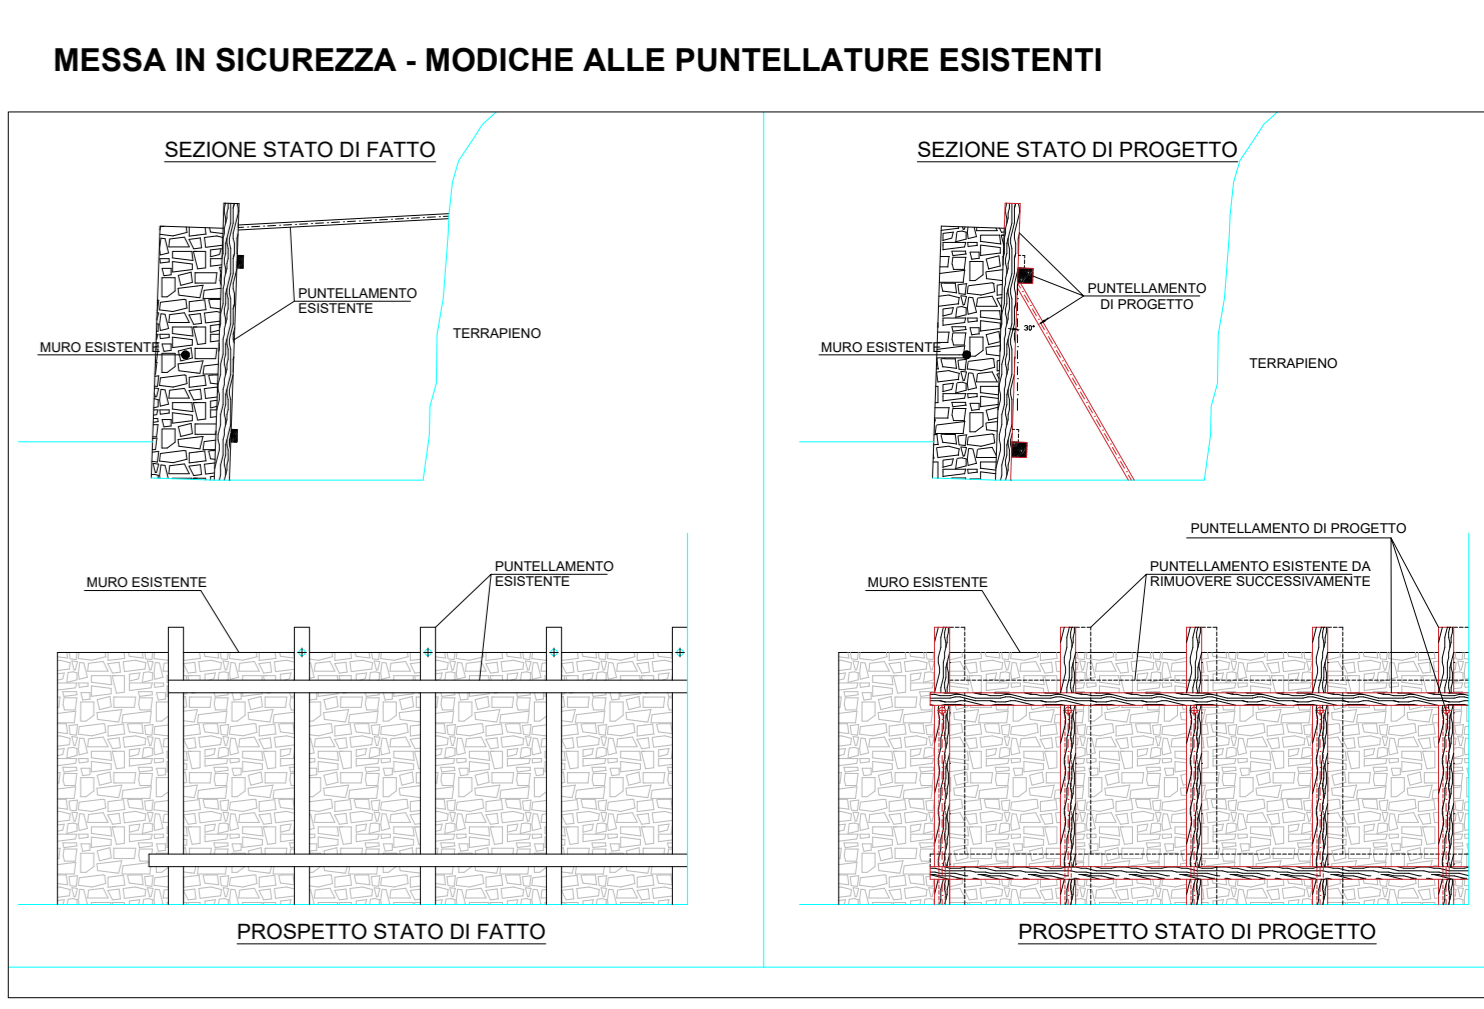 MESSA IN SICUREZZA - MODICHE ALLE PUNTELLATURE ESISTENTI
SEZIONE STATO DI FATTO
PUNTELLAMENTO
ESISTENTE
MURO ESISTENTE
TERRAPIENO
SEZIONE STATO DI PROGETTO
PUNTELLAMENTO
DI PROGETTO
30°
MURO ESISTENTE
TERRAPIENO
MURO ESISTENTE
PUNTELLAMENTO
ESISTENTE
PROSPETTO STATO DI FATTO
PUNTELLAMENTO DI PROGETTO
MURO ESISTENTE
PUNTELLAMENTO ESISTENTE DA
RIMUOVERE SUCCESSIVAMENTE
PROSPETTO STATO DI PROGETTO